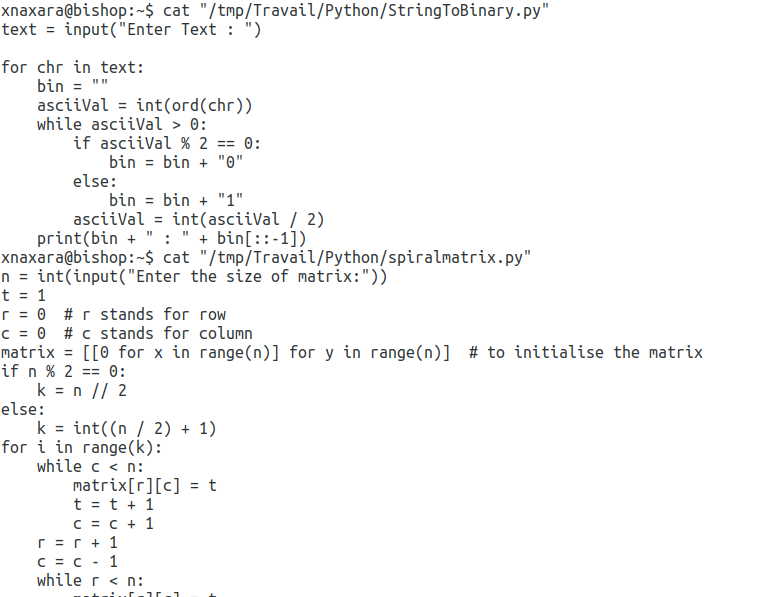 xnaxara@bishop:~$ cat "/tmp/Travail/Python/StringToBinary.py"
text = input("Enter Text : ")

for chr in text:
    bin = ""
    asciiVal = int(ord(chr))
    while asciiVal > 0:
        if asciiVal % 2 == 0:
            bin = bin + "0"
        else:
            bin = bin + "1"
        asciiVal = int(asciiVal / 2)
    print(bin + " : " + bin[::-1])
xnaxara@bishop:~$ cat "/tmp/Travail/Python/spiralmatrix.py"
n = int(input("Enter the size of matrix:"))
t = 1
r = 0  # r stands for row
c = 0  # c stands for column
matrix = [[0 for x in range(n)] for y in range(n)]  # to initialise the matrix
if n % 2 == 0:
    k = n // 2
else:
    k = int((n / 2) + 1)
for i in range(k):
    while c < n:
        matrix[r][c] = t
        t = t + 1
        c = c + 1
    r = r + 1
    c = c - 1
    while r < n: